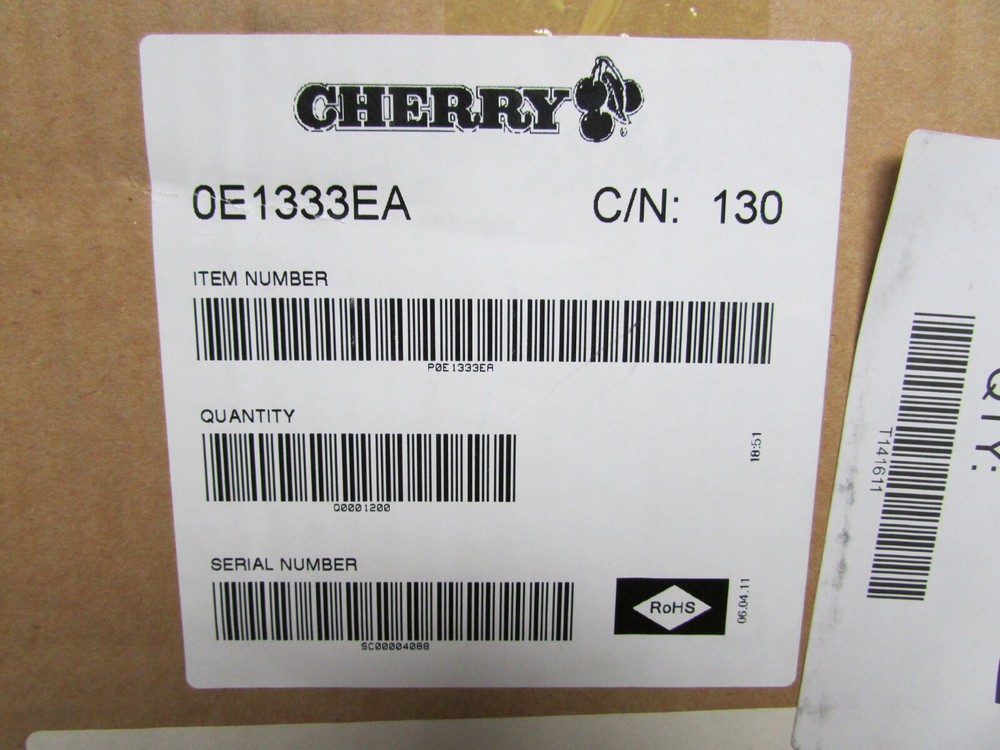 CHERRY®
0E1333EA C/N: 130
ITEM NUMBER
P0E1333EA
QUANTITY
Q0001200
18:51
SERIAL NUMBER
SC00004088
RoHS
06.04.11
T141611
QTY: